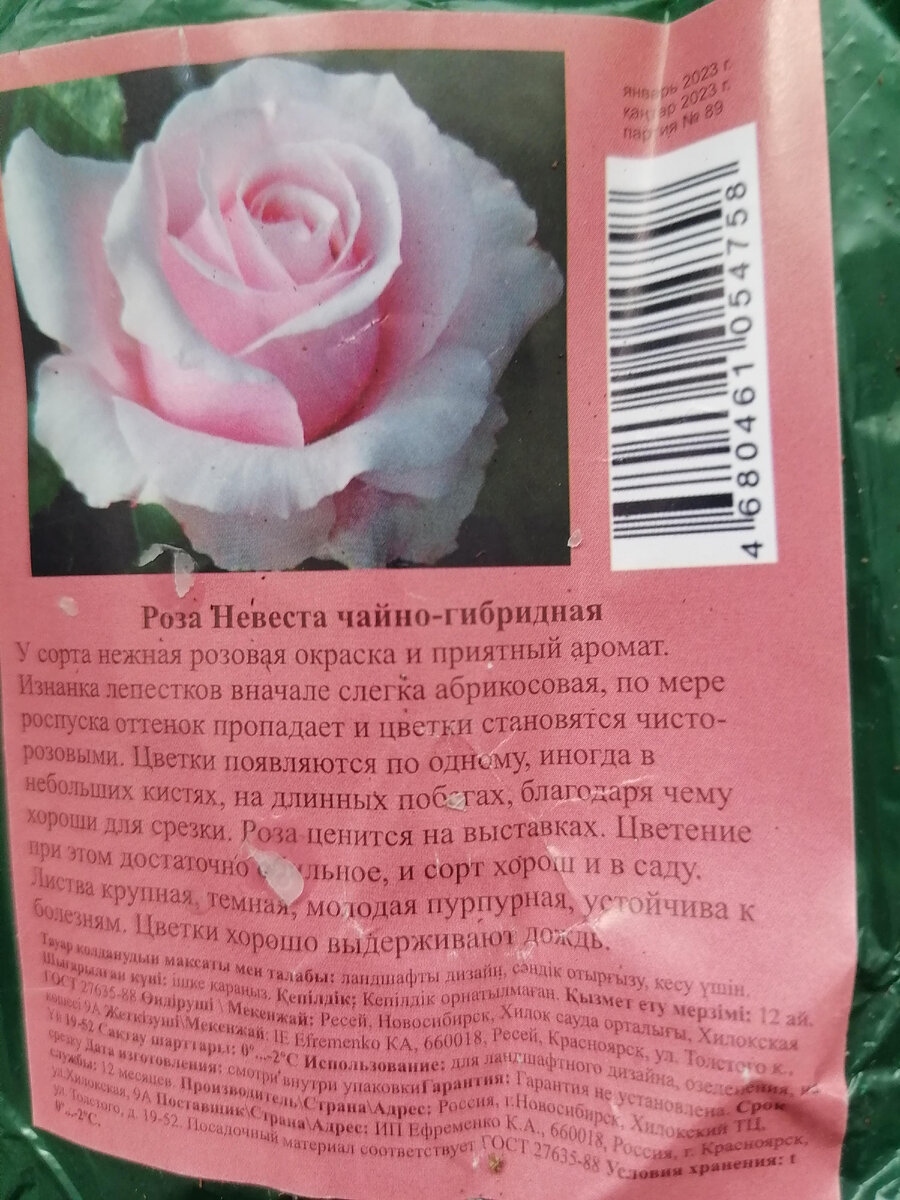 январь 2023 г.
қаңтар 2023 г.
партия № 89
4680461054758
Роза Невеста чайно-гибридная
У сорта нежная розовая окраска и приятный аромат.
Изнанка лепестков вначале слегка абрикосовая, по мере
роспуска оттенок пропадает и цветки становятся чисто-
розовыми. Цветки появляются по одному, иногда в
небольших кистях, на длинных побегах, благодаря чему
хороши для срезки. Роза ценится на выставках. Цветение
при этом достаточно и сорт хорош и в саду.
Листва крупная, темная, молодая пурпурная, устойчива к
болезням. Цветки хорошо выдерживают дождь.
Тауар колданудын максаты мен талабы: ландшафты дизайн, сәндік отырғызу, кесу үшін.
Шығарылған күні: ішке қараңыз. Кепілдік: Кепілдік орнатылмаған. Қызмет ету мерзімі: 12 ай.
ГОСТ 27635-88 Өндіруші \ Мекенжай: Ресей, Новосибирск, Хилок сауда орталығы, Хилокская
көшесі 9А Жеткізуші\Мекенжай: IE Efremenko KA, 660018, Ресей, Красноярск, ул. Толстого к.,
Үй 19-52 Сақтау шарттары: 0°...-2°С Использование: для ландшафтного дизайна, озеленения, на
срезку Дата изготовления: смотри внутри упаковки Гарантия: Гарантия не установлена. Срок
службы: 12 месяцев. Производитель\Страна\Адрес: Россия, г.Новосибирск, Хилокский ТЦ,
ул.Хилокская, 9А Поставщик\Страна\Адрес: ИП Ефременко К.А., 660018, Россия, г. Красноярск,
ул. Толстого, д. 19-52. Посадочный материал соответствует ГОСТ 27635-88 Условия хранения: t
0°...-2°С.